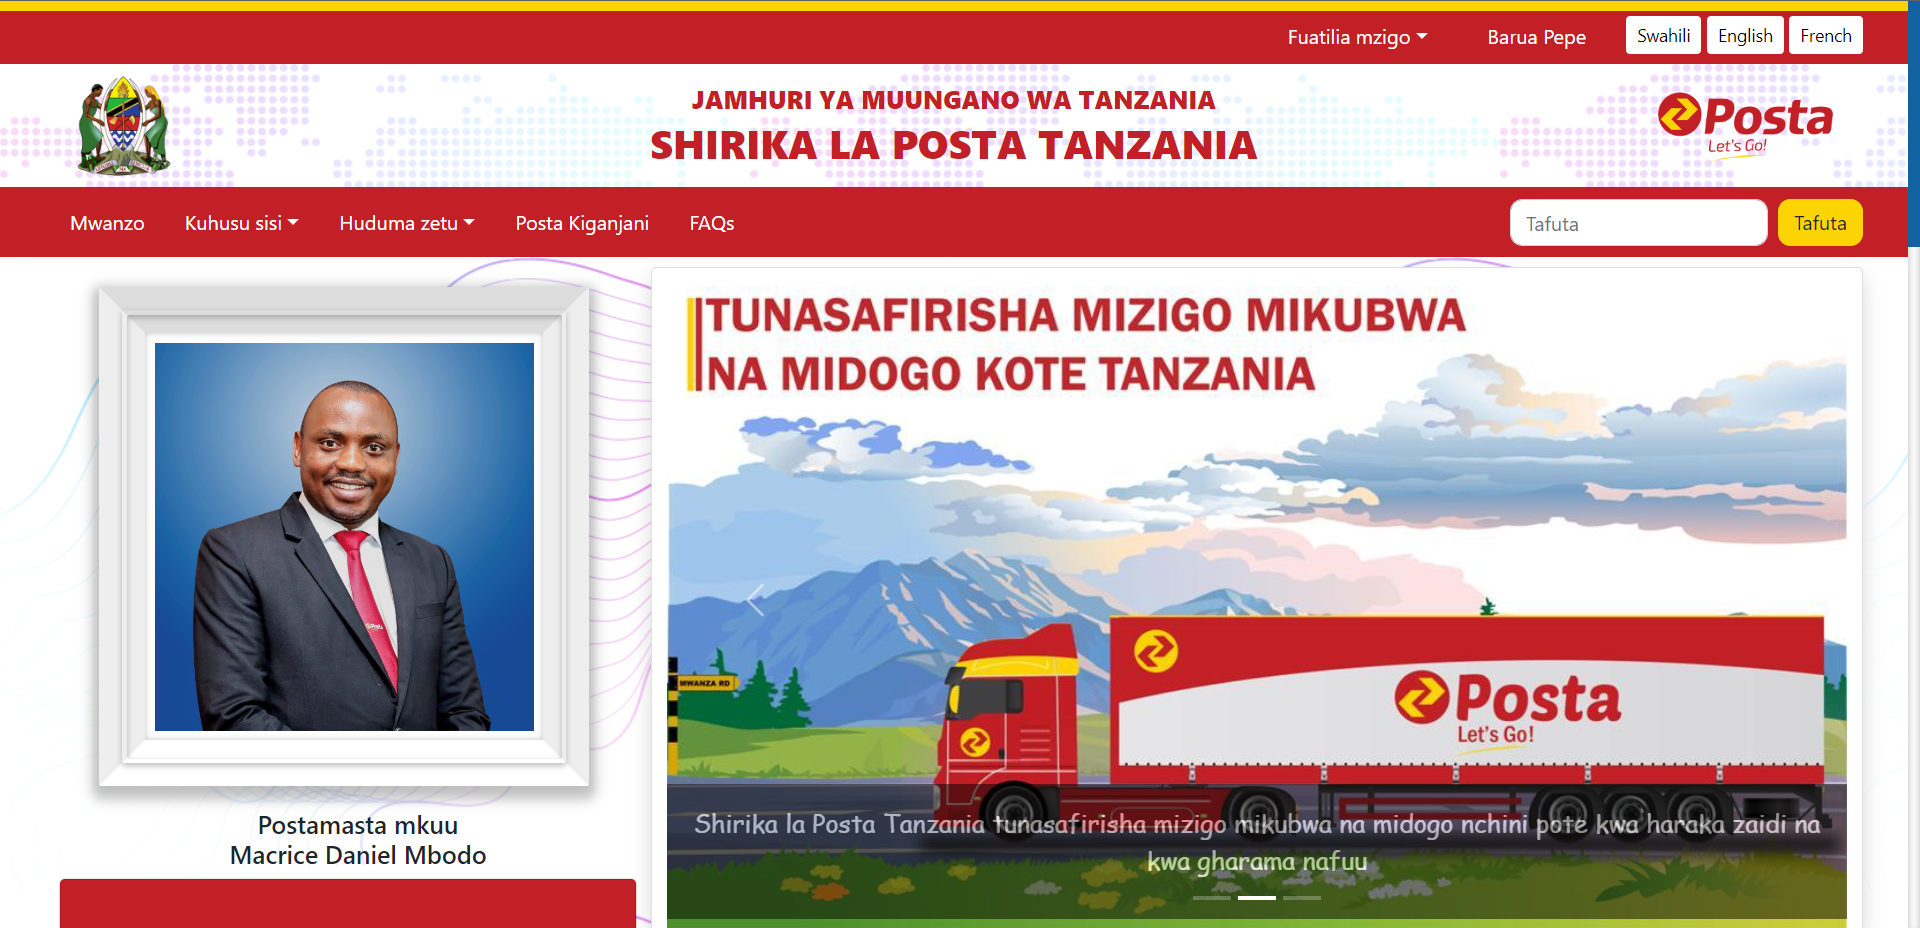 Fuatilia mzigo
Barua Pepe
Swahili
English
French
JAMHURI YA MUUNGANO WA TANZANIA
SHIRIKA LA POSTA TANZANIA
Posta
Let's Go!
Mwanzo
Kuhusu sisi
Huduma zetu
Posta Kiganjani
FAQs
Tafuta
Tafuta
TUNASAFIRISHA MIZIGO MIKUBWA
NA MIDOGO KOTE TANZANIA
MWANZA RD
Posta
Let's Go!
Shirika la Posta Tanzania tunasafirisha mizigo mikubwa na midogo nchini pote kwa haraka zaidi na
kwa gharama nafuu
Postamasta mkuu
Macrice Daniel Mbodo